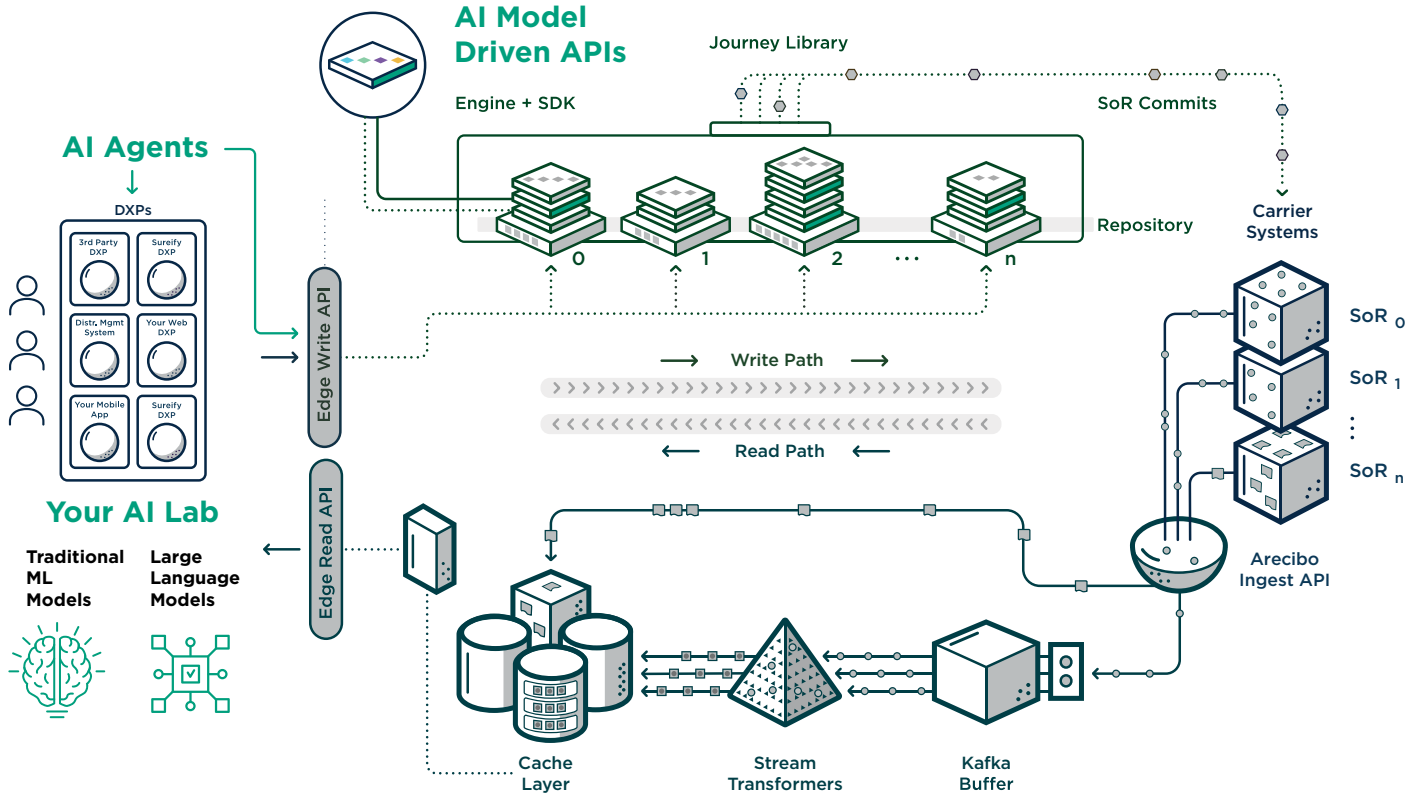 AI Model
Driven APIs
Journey Library
Engine + SDK
SoR Commits
AI Agents
DXPs
3rd Party
DXP
Sureify
DXP
Distr. Mgmt
System
Your Web
DXP
Your Mobile
App
Sureify
DXP
Edge Write API
Carrier
Systems
Repository
0
1
2
...
n
SoR 0
SoR 1
SoR n
Write Path
Read Path
Your AI Lab
Traditional
ML
Models
Large
Language
Models
Edge Read API
Arecibo
Ingest API
Cache
Layer
Stream
Transformers
Kafka
Buffer